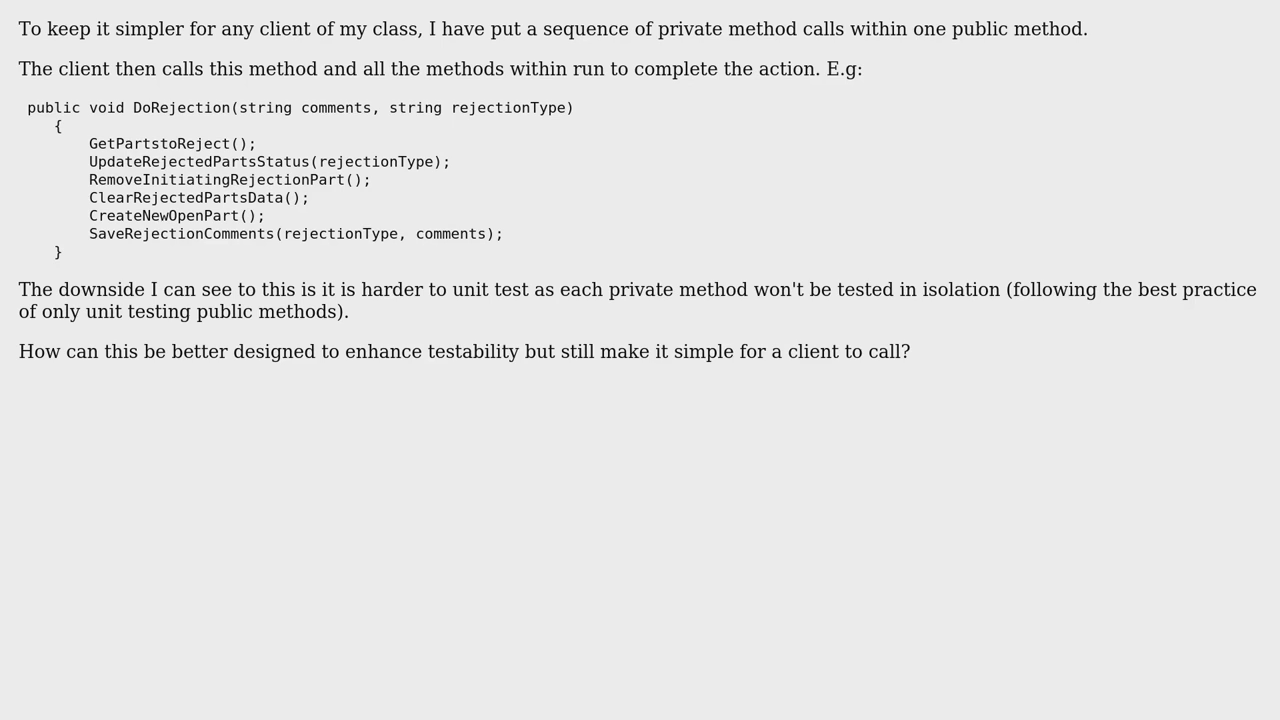 To keep it simpler for any client of my class, I have put a sequence of private method calls within one public method.
The client then calls this method and all the methods within run to complete the action. E.g:
public void DoRejection(string comments, string rejectionType)
{
GetPartstoReject();
UpdateRejectedPartsStatus(rejectionType);
RemoveInitiatingRejectionPart();
ClearRejectedPartsData();
CreateNewOpenPart();
SaveRejectionComments(rejectionType, comments);
}
The downside I can see to this is it is harder to unit test as each private method won't be tested in isolation (following the best practice
of only unit testing public methods).
How can this be better designed to enhance testability but still make it simple for a client to call?